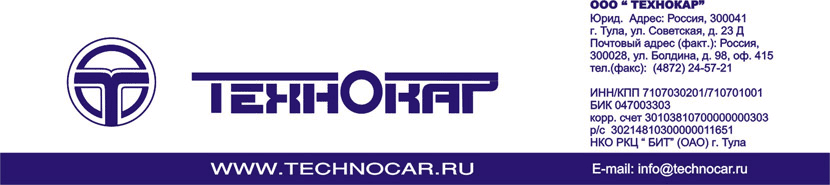 ТЕХНОКАР
ООО “ ТЕХНОКАР”
Юрид.  Адрес: Россия, 300041
г. Тула, ул. Советская, д. 23 Д
Почтовый адрес (факт.): Россия,
300028, ул. Болдина, д. 98, оф. 415
тел.(факс):  (4872) 24-57-21
ИНН/КПП 7107030201/710701001
БИК 047003303
корр. счет 30103810700000000303
р/с  30214810300000011651
НКО РКЦ “ БИТ” (ОАО) г. Тула
WWW.TECHNOCAR.RU
E-mail: info@technocar.ru